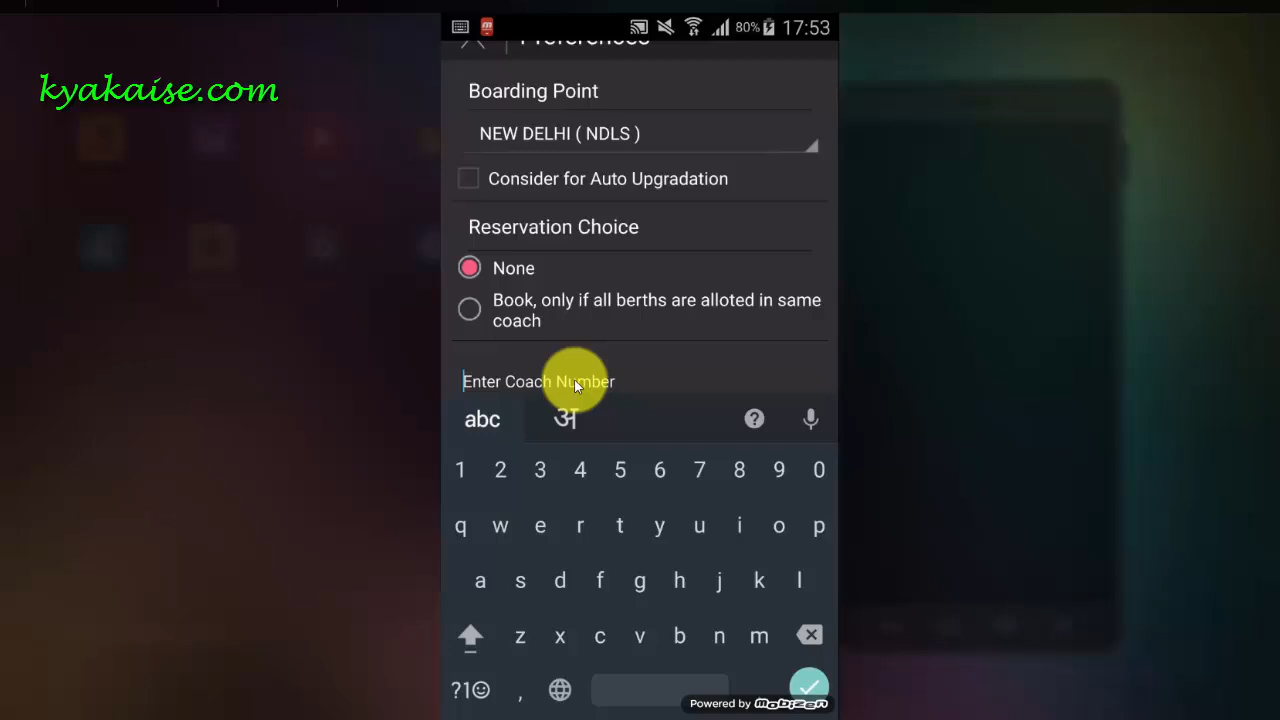 80% 17:53
kyakaise.com
Preferences
Boarding Point
NEW DELHI ( NDLS )
Consider for Auto Upgradation
Reservation Choice
None
Book, only if all berths are alloted in same
coach
Enter Coach Number
abc अ ?
1 2 3 4 5 6 7 8 9 0
q w e r t y u i o p
a s d f g h j k l
z x c v b n m
?1 ,
Powered by mobizen